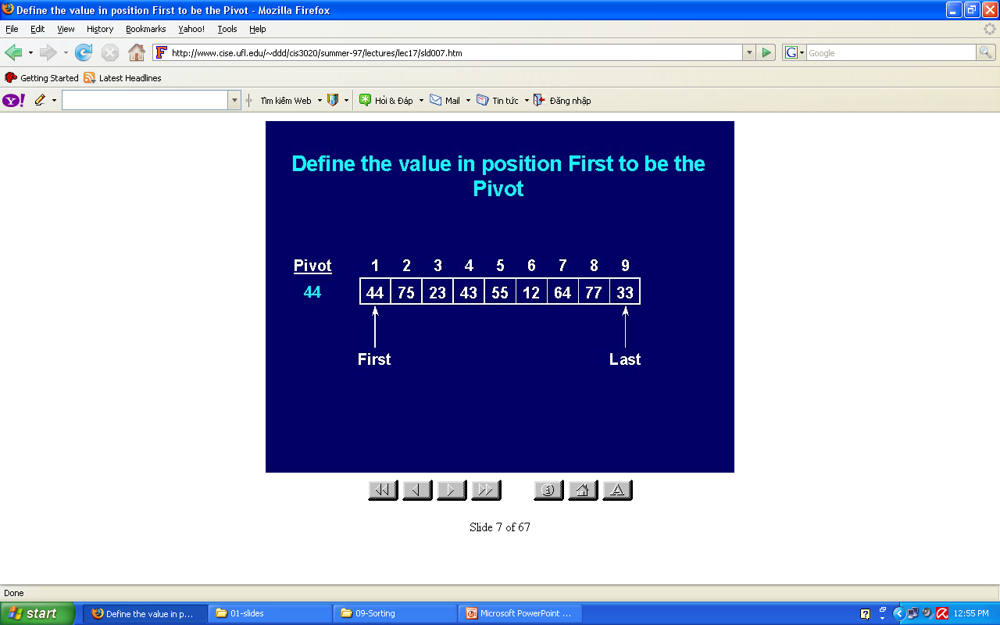 Define the value in position First to be the Pivot - Mozilla Firefox
File Edit View History Bookmarks Yahoo! Tools Help
http://www.cise.ufl.edu/~ddd/cis3020/summer-97/lectures/lec17/sld007.htm
G Google
Getting Started Latest Headlines
Y! Tìm kiếm Web Hỏi & Đáp Mail Tin tức Đăng nhập
Define the value in position First to be the
Pivot
Pivot 1 2 3 4 5 6 7 8 9
44 44 75 23 43 55 12 64 77 33
First Last
Slide 7 of 67
Done
start Define the value in p... 01-slides 09-Sorting Microsoft PowerPoint ... 12:55 PM